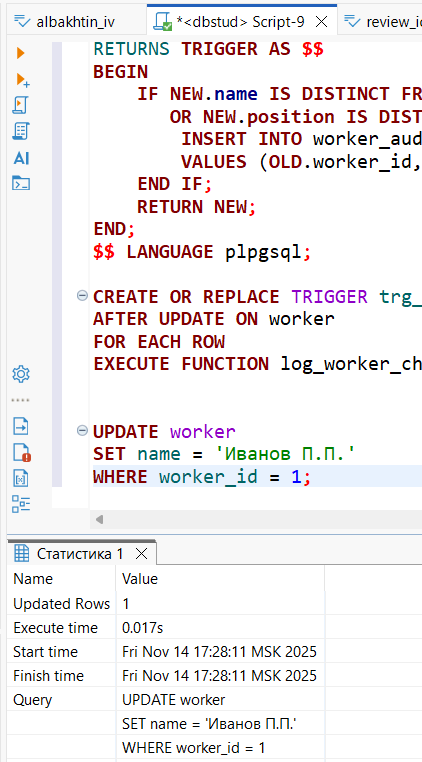 albakhtin_iv
*<dbstud> Script-9
review_i
RETURNS TRIGGER AS $$
BEGIN
IF NEW.name IS DISTINCT FR
OR NEW.position IS DIST
INSERT INTO worker_aud
VALUES (OLD.worker_id,
END IF;
RETURN NEW;
END;
$$ LANGUAGE plpgsql;
CREATE OR REPLACE TRIGGER trg_
AFTER UPDATE ON worker
FOR EACH ROW
EXECUTE FUNCTION log_worker_ch
UPDATE worker
SET name = 'Иванов П.П.'
WHERE worker_id = 1;
AI
Статистика 1
Name Value
Updated Rows 1
Execute time 0.017s
Start time Fri Nov 14 17:28:11 MSK 2025
Finish time Fri Nov 14 17:28:11 MSK 2025
Query UPDATE worker
SET name = 'Иванов П.П.'
WHERE worker_id = 1